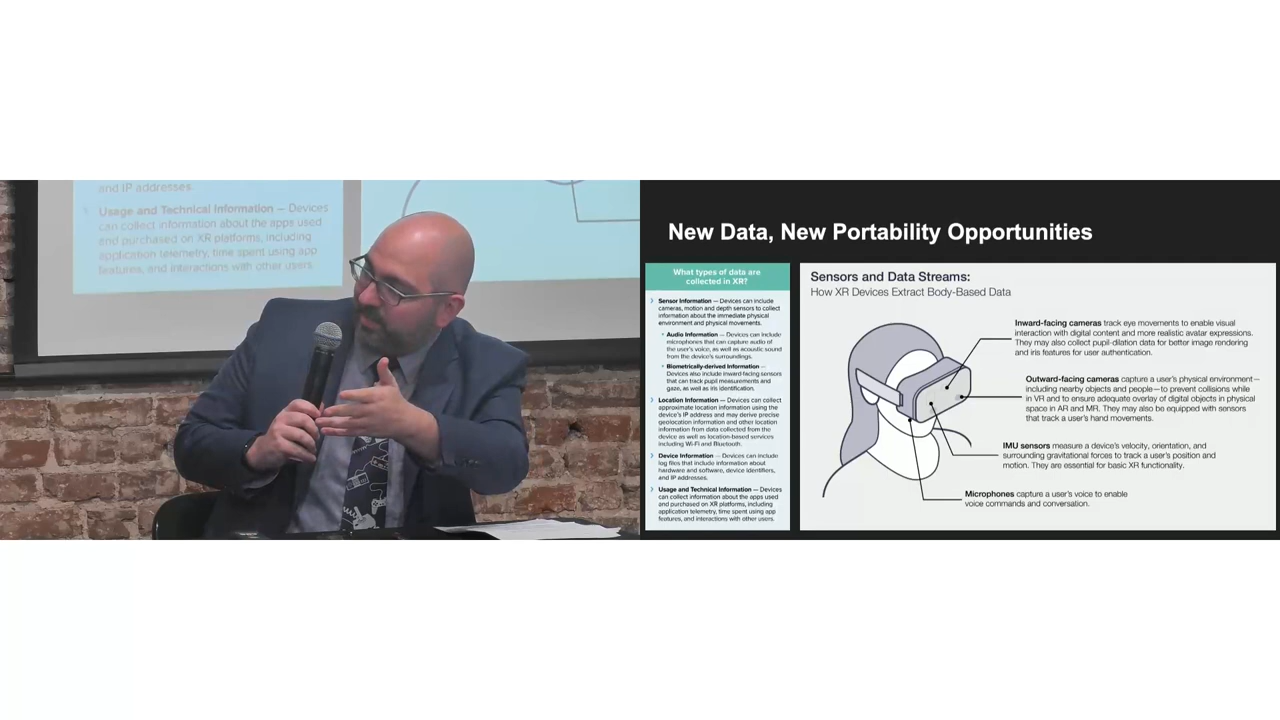 and IP addresses.
Usage and Technical Information — Devices
can collect information about the apps used
and purchased on XR platforms, including
application telemetry, time spent using app
features, and interactions with other users.
New Data, New Portability Opportunities
What types of data are
collected in XR?
Sensor Information — Devices can include
cameras, motion and depth sensors to collect
information about the immediate physical
environment and physical movements.
Audio Information — Devices can include
microphones that can capture audio of
the user's voice, as well as acoustic sound
from the device's surroundings.
Biometrically-derived Information —
Devices also include inward-facing sensors
that can track pupil measurements and
gaze, as well as iris identification.
Location Information — Devices can collect
approximate location information using the
device's IP address and may derive precise
geolocation information and other location
information from data collected from the
device as well as location-based services
including Wi-Fi and Bluetooth.
Device Information — Devices can include
log files that include information about
hardware and software, device identifiers,
and IP addresses.
Usage and Technical Information — Devices
can collect information about the apps used
and purchased on XR platforms, including
application telemetry, time spent using app
features, and interactions with other users.
Sensors and Data Streams:
How XR Devices Extract Body-Based Data
Inward-facing cameras track eye movements to enable visual
interaction with digital content and more realistic avatar expressions.
They may also collect pupil-dilation data for better image rendering
and iris features for user authentication.
Outward-facing cameras capture a user's physical environment—
including nearby objects and people—to prevent collisions while
in VR and to ensure adequate overlay of digital objects in physical
space in AR and MR. They may also be equipped with sensors
that track a user's hand movements.
IMU sensors measure a device's velocity, orientation, and
surrounding gravitational forces to track a user's position and
motion. They are essential for basic XR functionality.
Microphones capture a user's voice to enable
voice commands and conversation.